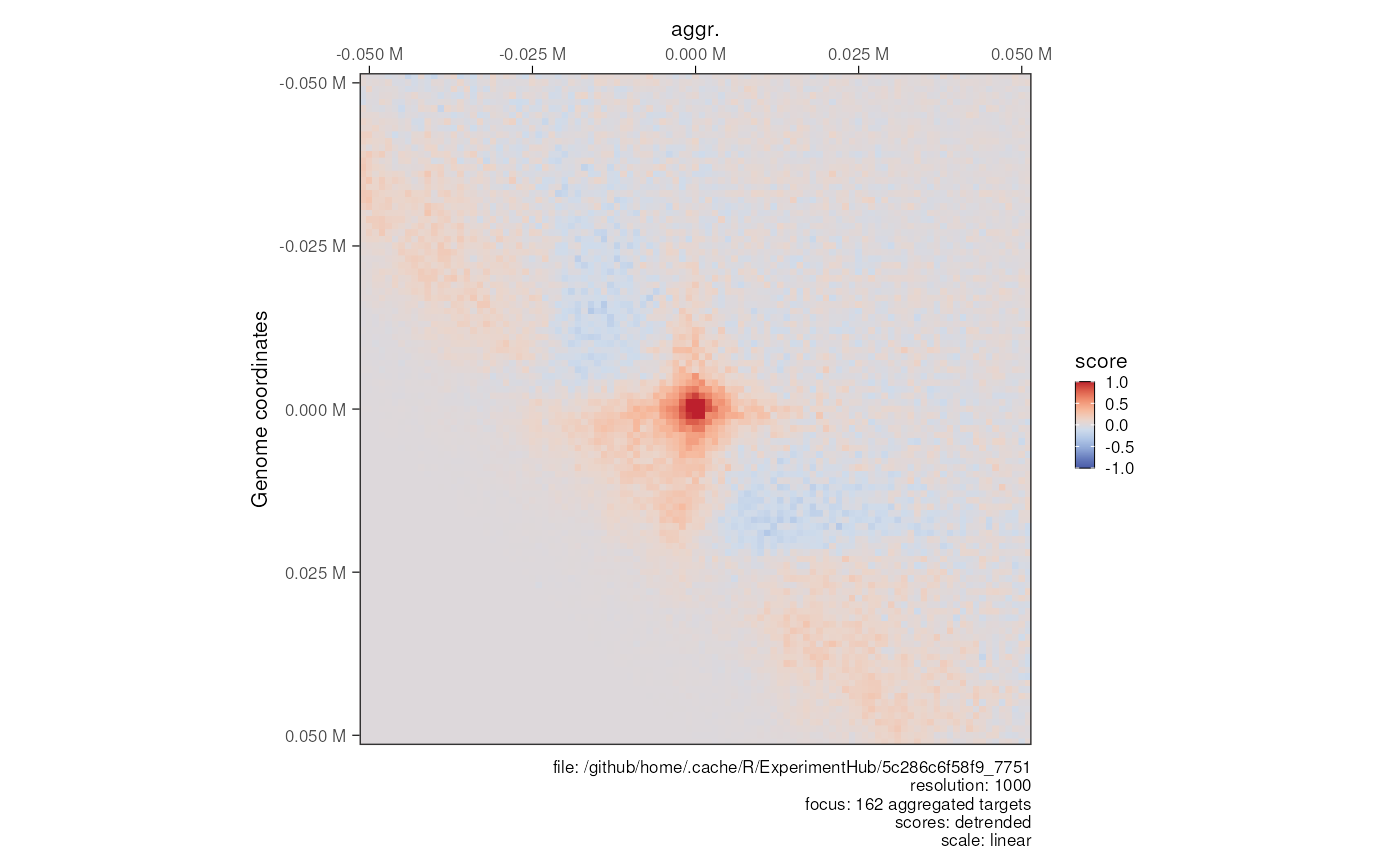 aggr.
-0.050 M -0.025 M 0.000 M 0.025 M 0.050 M
-0.050 M
-0.025 M
0.000 M
0.025 M
0.050 M
Genome coordinates
score
1.0
0.5
0.0
-0.5
-1.0
file: /github/home/.cache/R/ExperimentHub/5c286c6f58f9_7751
resolution: 1000
focus: 162 aggregated targets
scores: detrended
scale: linear